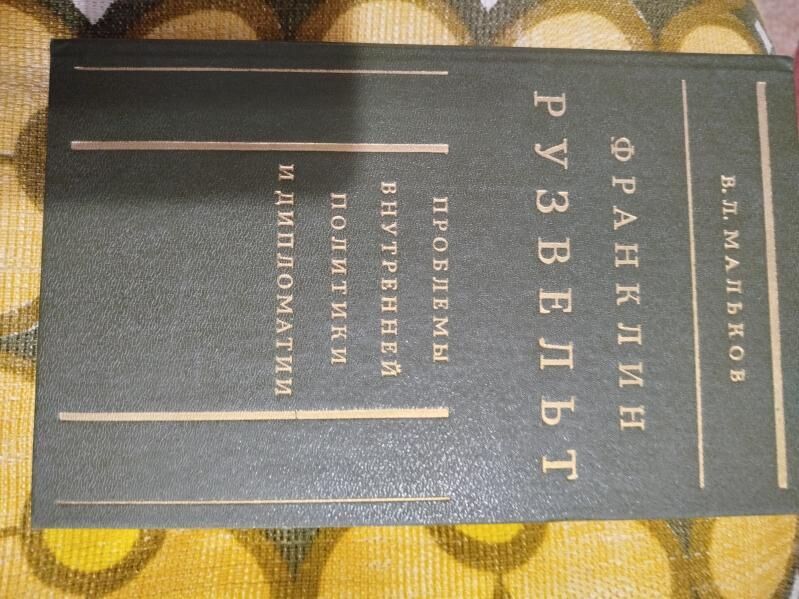 В. Л. МАЛЬКОВ
ФРАНКЛИН
РУЗВЕЛЬТ
ПРОБЛЕМЫ
ВНУТРЕННЕЙ
ПОЛИТИКИ
И ДИПЛОМАТИИ